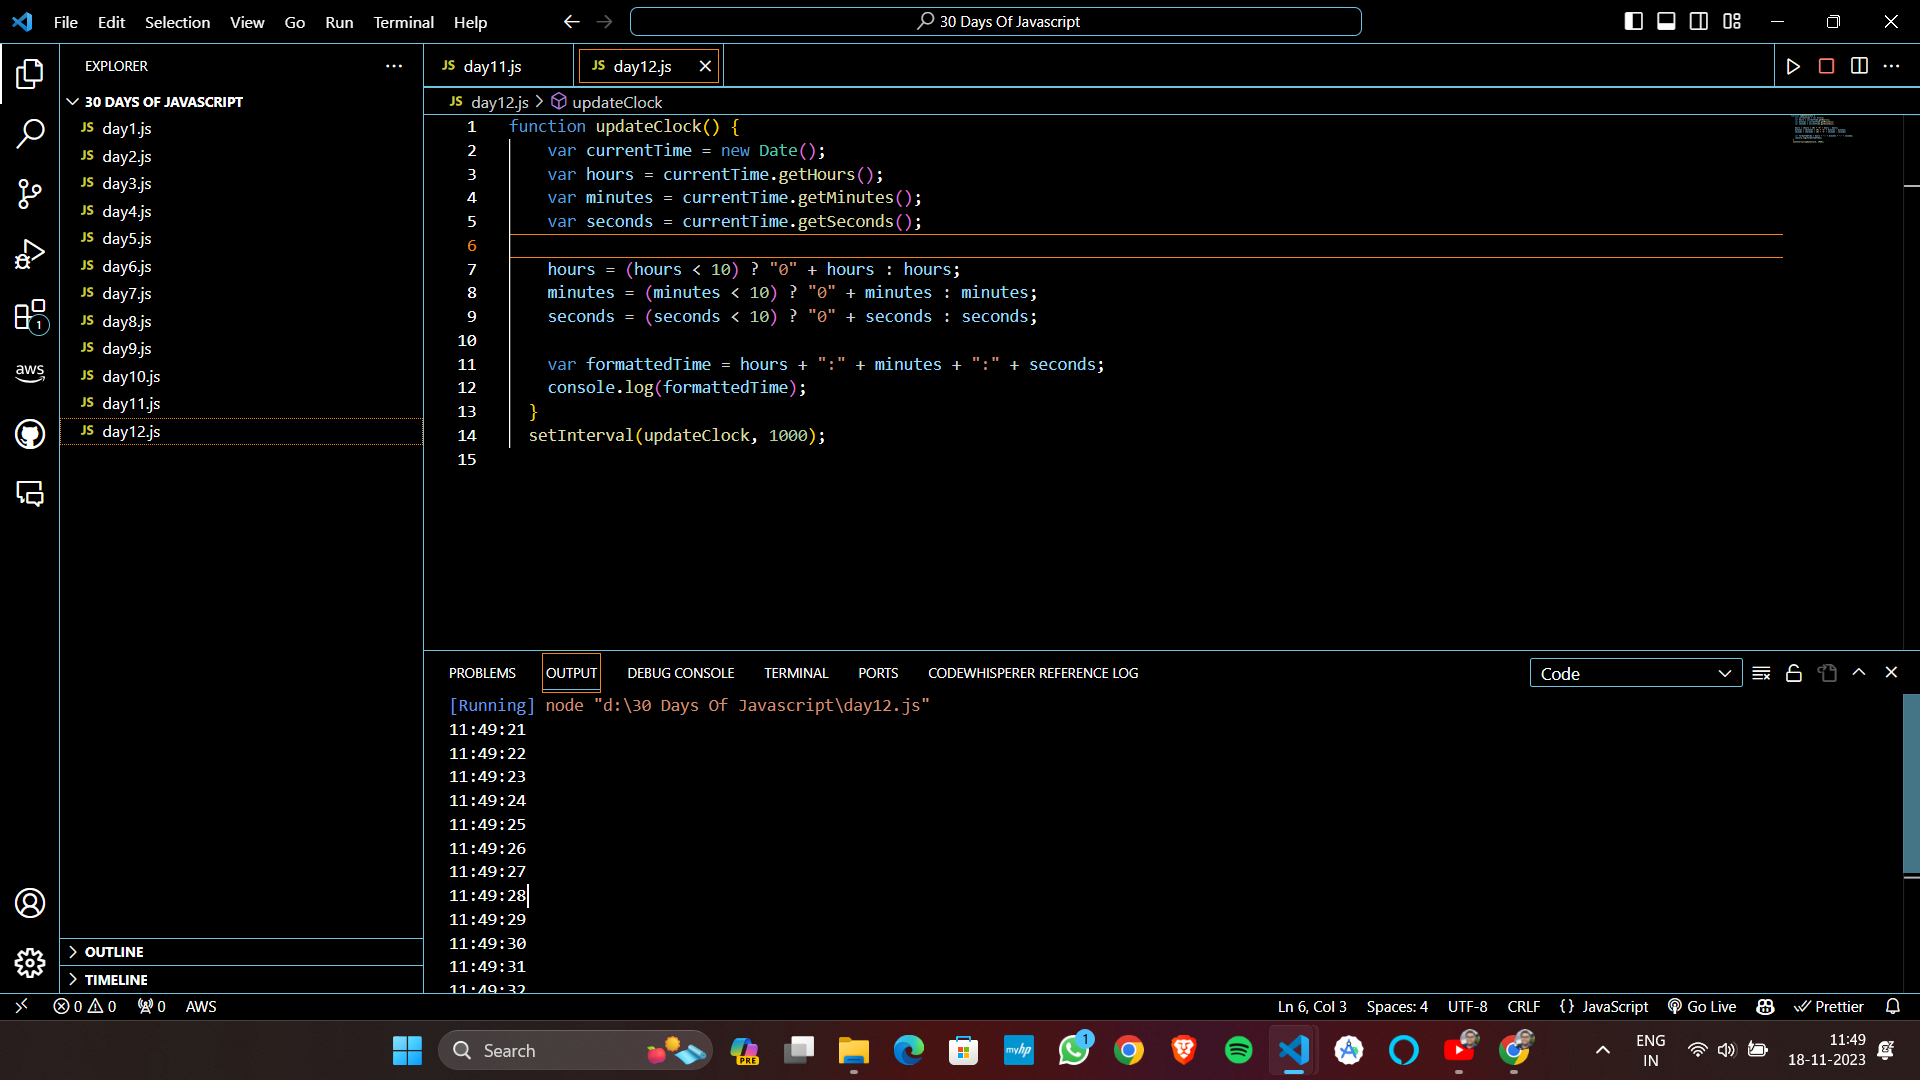 File Edit Selection View Go Run Terminal Help
30 Days Of Javascript
EXPLORER
30 DAYS OF JAVASCRIPT
JS day1.js
JS day2.js
JS day3.js
JS day4.js
JS day5.js
JS day6.js
JS day7.js
JS day8.js
JS day9.js
JS day10.js
JS day11.js
JS day12.js
OUTLINE
TIMELINE
1
aws
JS day11.js
JS day12.js
JS day12.js > updateClock
1 function updateClock() {
2 var currentTime = new Date();
3 var hours = currentTime.getHours();
4 var minutes = currentTime.getMinutes();
5 var seconds = currentTime.getSeconds();
6
7 hours = (hours < 10) ? "0" + hours : hours;
8 minutes = (minutes < 10) ? "0" + minutes : minutes;
9 seconds = (seconds < 10) ? "0" + seconds : seconds;
10
11 var formattedTime = hours + ":" + minutes + ":" + seconds;
12 console.log(formattedTime);
13 }
14 setInterval(updateClock, 1000);
15
PROBLEMS OUTPUT DEBUG CONSOLE TERMINAL PORTS CODEWHISPERER REFERENCE LOG
Code
[Running] node "d:\30 Days Of Javascript\day12.js"
11:49:21
11:49:22
11:49:23
11:49:24
11:49:25
11:49:26
11:49:27
11:49:28
11:49:29
11:49:30
11:49:31
11:49:32
0 0 0 AWS
Ln 6, Col 3 Spaces: 4 UTF-8 CRLF {} JavaScript Go Live Prettier
Search
PRE
myhp
1
ENG
IN
11:49
18-11-2023